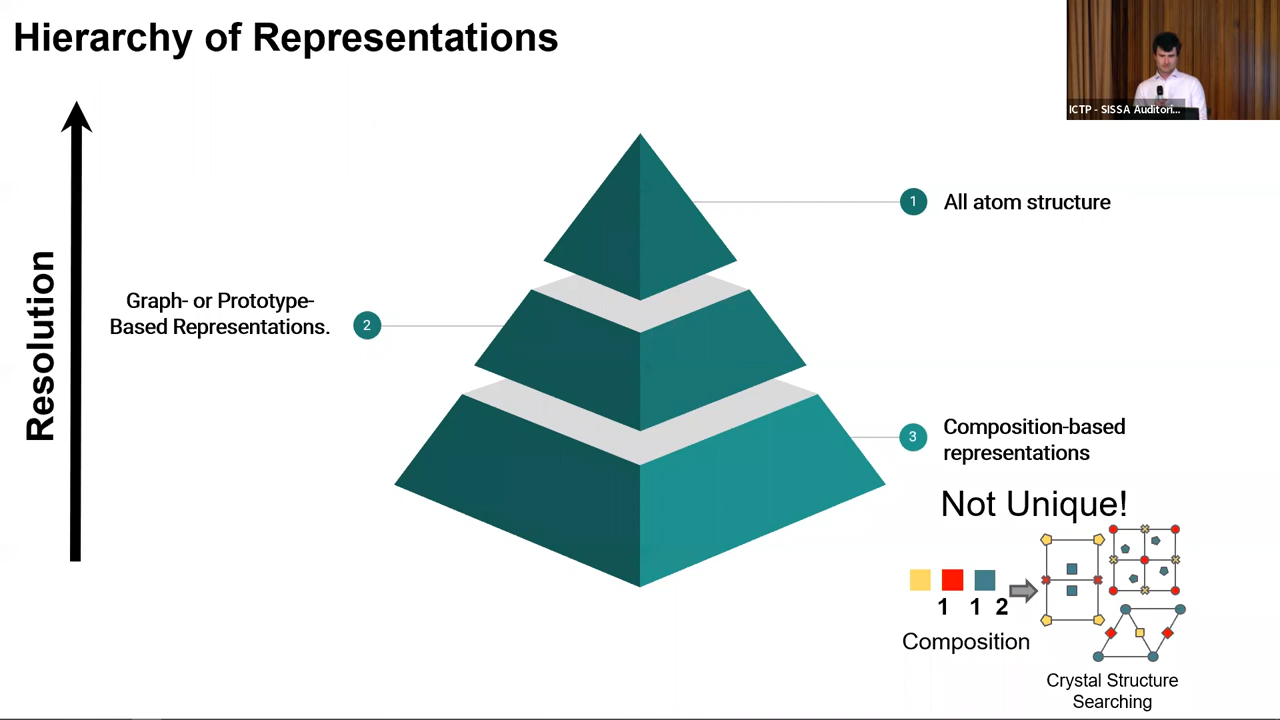 Hierarchy of Representations
ICTP - SISSA Auditori...
Resolution
1
All atom structure
Graph- or Prototype-
Based Representations.
2
3
Composition-based
representations
Not Unique!
1 1 2
Composition
Crystal Structure
Searching